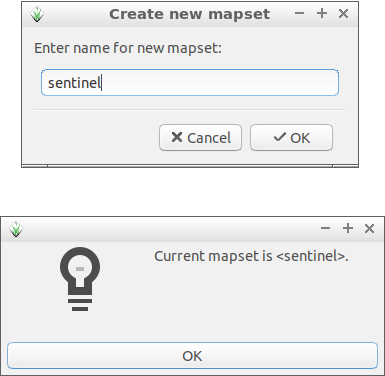 Create new mapset
Enter name for new mapset:
sentinel
Cancel OK
Current mapset is <sentinel>.
OK